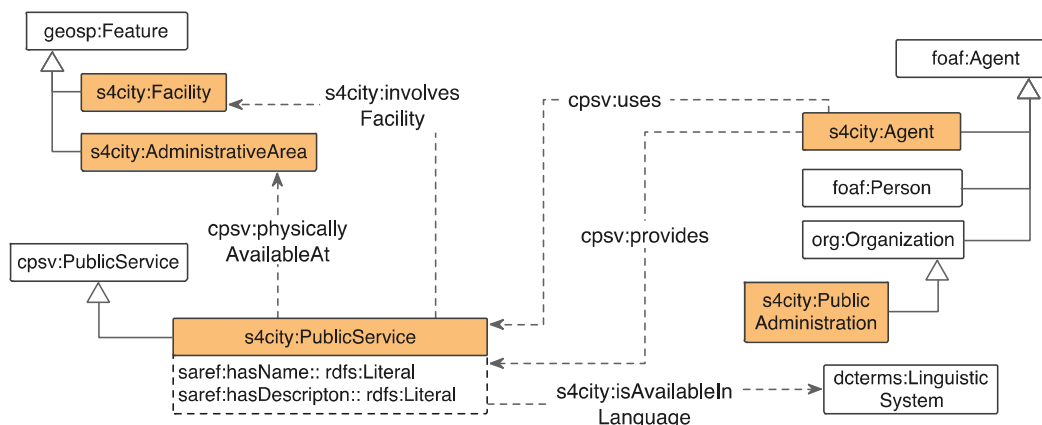 geosp:Feature
s4city:Facility
s4city:AdministrativeArea
s4city:involves
Facility
cpsv:uses
foaf:Agent
s4city:Agent
foaf:Person
org:Organization
s4city:Public
Administration
cpsv:physically
AvailableAt
cpsv:provides
cpsv:PublicService
s4city:PublicService
saref:hasName:: rdfs:Literal
saref:hasDescripton:: rdfs:Literal
s4city:isAvailableIn
Language
dcterms:Linguistic
System